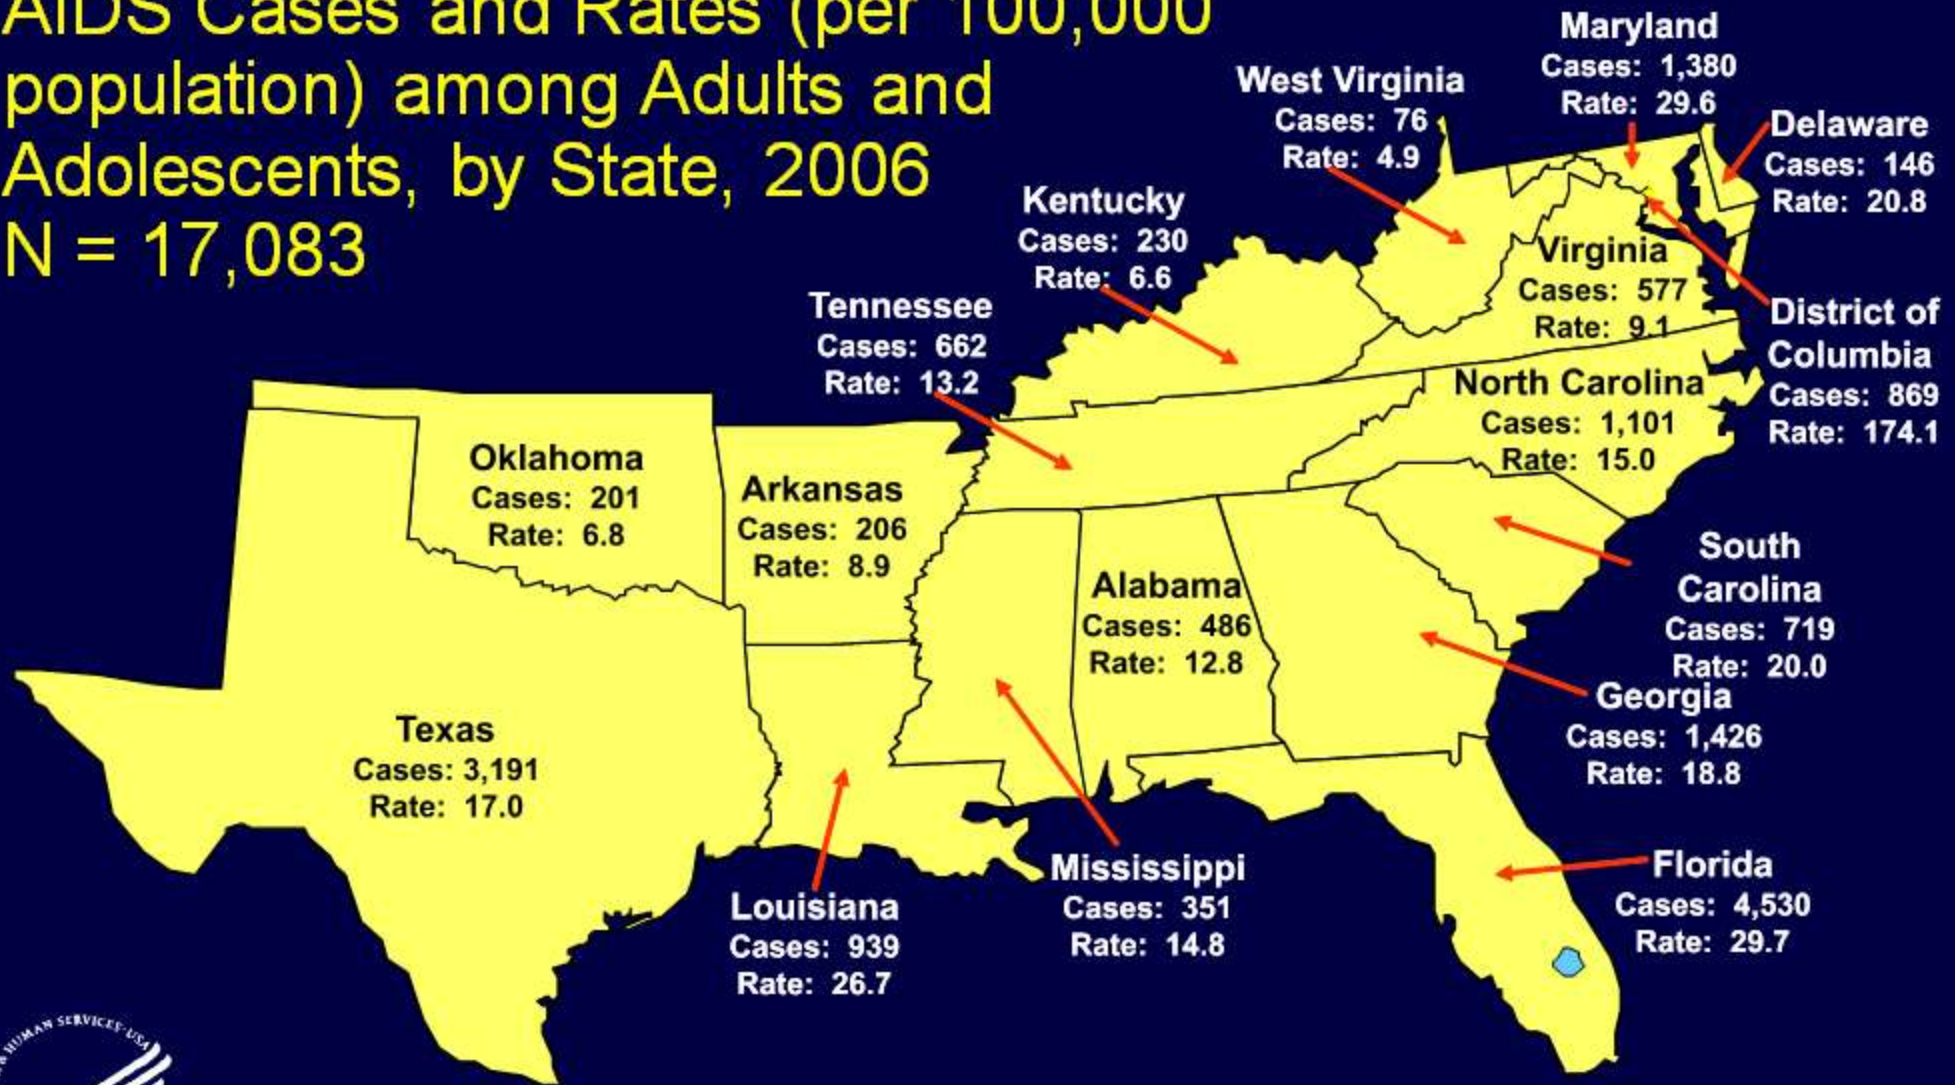 AIDS Cases and Rates (per 100,000
population) among Adults and
Adolescents, by State, 2006
N = 17,083
Maryland
Cases: 1,380
Rate: 29.6
West Virginia
Cases: 76
Rate: 4.9
Delaware
Cases: 146
Rate: 20.8
Kentucky
Cases: 230
Rate: 6.6
Virginia
Cases: 577
Rate: 9.1
Tennessee
Cases: 662
Rate: 13.2
District of
Columbia
Cases: 869
Rate: 174.1
North Carolina
Cases: 1,101
Rate: 15.0
Oklahoma
Cases: 201
Rate: 6.8
Arkansas
Cases: 206
Rate: 8.9
Alabama
Cases: 486
Rate: 12.8
South
Carolina
Cases: 719
Rate: 20.0
Georgia
Cases: 1,426
Rate: 18.8
Texas
Cases: 3,191
Rate: 17.0
Louisiana
Cases: 939
Rate: 26.7
Mississippi
Cases: 351
Rate: 14.8
Florida
Cases: 4,530
Rate: 29.7
& HUMAN SERVICES·USA